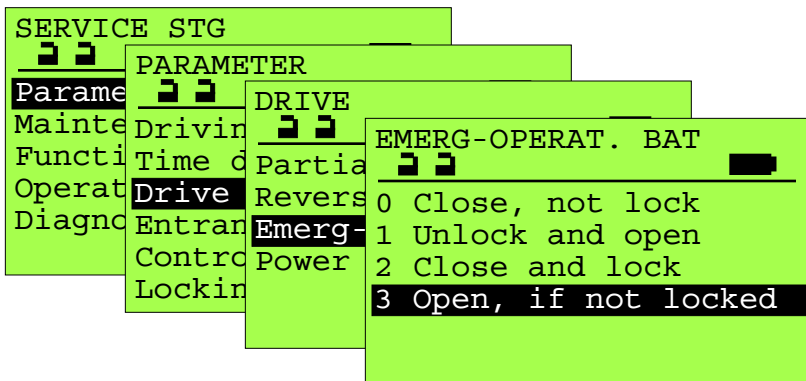 SERVICE STG
Parame
Mainte
Functi
Operat
Diagno
PARAMETER
Drivin
Time d
Drive
Entran
Contro
Lockin
DRIVE
Partia
Revers
Emerg-
Power
EMERG-OPERAT. BAT
0 Close, not lock
1 Unlock and open
2 Close and lock
3 Open, if not locked